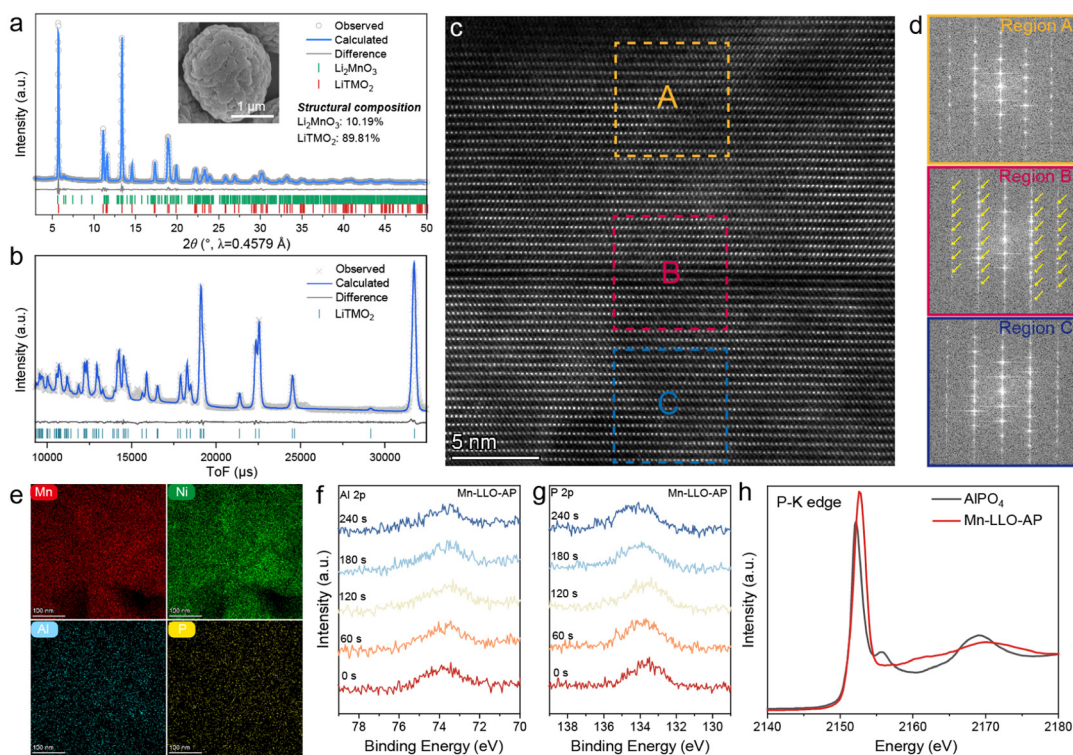 a
Observed
Calculated
Difference
Li₂MnO₃
LiTMO₂
1 μm
Structural composition
Li₂MnO₃: 10.19%
LiTMO₂: 89.81%
Intensity (a.u.)
5 10 15 20 25 30 35 40 45 50
2θ (°, λ=0.4579 Å)
b
Observed
Calculated
Difference
LiTMO₂
Intensity (a.u.)
10000 15000 20000 25000 30000
ToF (μs)
c
A
B
C
5 nm
d
Region A
Region B
Region C
e
Mn
100 nm
Ni
100 nm
Al
100 nm
P
100 nm
f
Al 2p
Mn-LLO-AP
240 s
180 s
120 s
60 s
0 s
Intensity (a.u.)
78 76 74 72 70
Binding Energy (eV)
g
P 2p
Mn-LLO-AP
240 s
180 s
120 s
60 s
0 s
138 136 134 132 130
Binding Energy (eV)
h
P-K edge
AlPO₄
Mn-LLO-AP
Intensity (a.u.)
2140 2150 2160 2170 2180
Energy (eV)